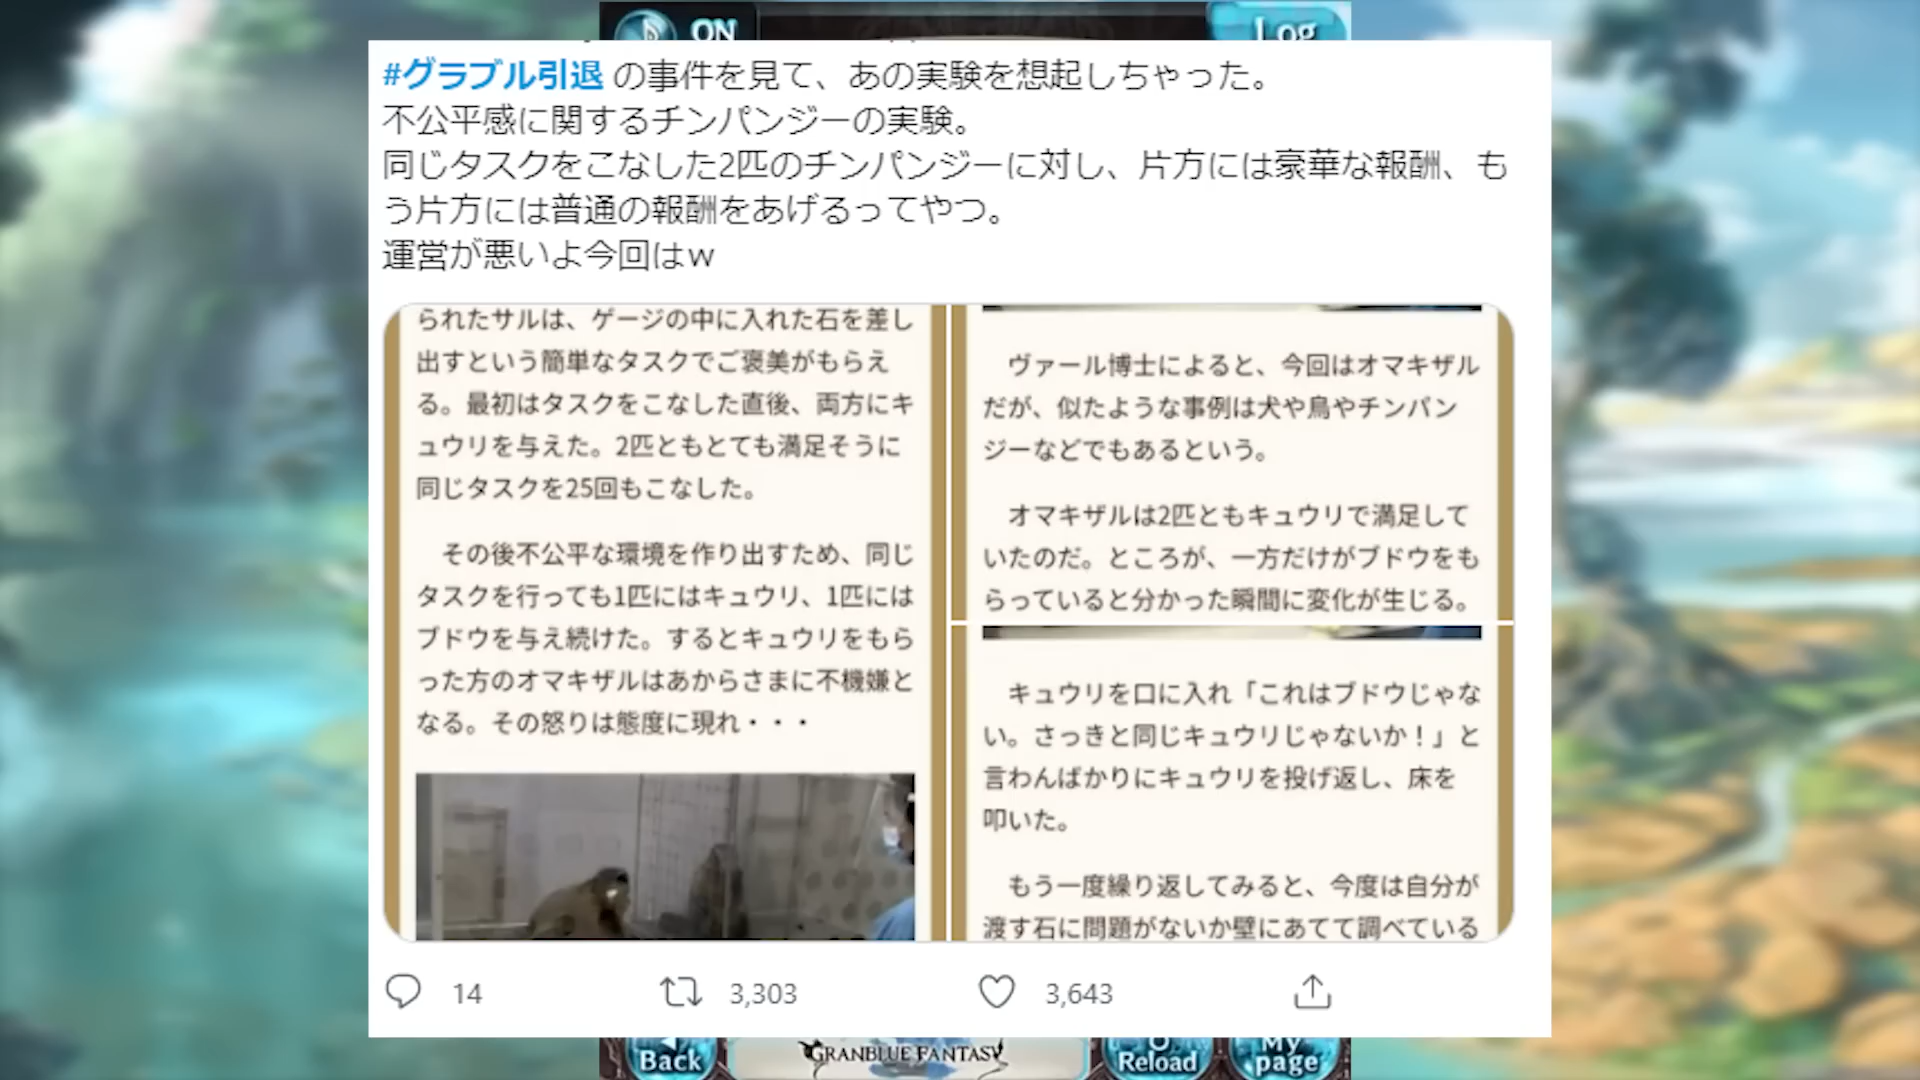 ON
Log
#グラブル引退 の事件を見て、あの実験を想起しちゃった。
不公平感に関するチンパンジーの実験。
同じタスクをこなした2匹のチンパンジーに対し、片方には豪華な報酬、も
う片方には普通の報酬をあげるってやつ。
運営が悪いよ今回はw
られたサルは、ゲージの中に入れた石を差し
出すという簡単なタスクでご褒美がもらえ
る。最初はタスクをこなした直後、両方にキ
ュウリを与えた。2匹ともとても満足そうに
同じタスクを25回もこなした。
その後不公平な環境を作り出すため、同じ
タスクを行っても1匹にはキュウリ、1匹には
ブドウを与え続けた。するとキュウリをもら
った方のオマキザルはあからさまに不機嫌と
なる。その怒りは態度に現れ・・・
ヴァール博士によると、今回はオマキザル
だが、似たような事例は犬や鳥やチンパン
ジーなどでもあるという。
オマキザルは2匹ともキュウリで満足して
いたのだ。ところが、一方だけがブドウをも
らっていると分かった瞬間に変化が生じる。
キュウリを口に入れ「これはブドウじゃな
い。さっきと同じキュウリじゃないか！」と
言わんばかりにキュウリを投げ返し、床を
叩いた。
もう一度繰り返してみると、今度は自分が
渡す石に問題がないか壁にあてて調べている
14
3,303
3,643
Back
GRANBLUE FANTASY
Reload
My
page